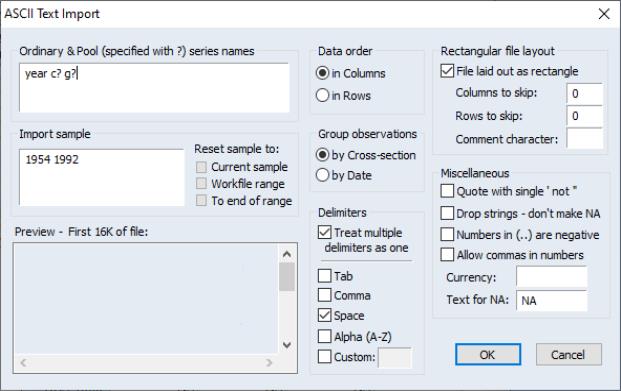 ASCII Text Import
Ordinary & Pool (specified with ?) series names
year c? g?
Import sample
1954 1992
Reset sample to:
Current sample
Workfile range
To end of range
Preview - First 16K of file:
Data order
in Columns
in Rows
Group observations
by Cross-section
by Date
Delimiters
Treat multiple
delimiters as one
Tab
Comma
Space
Alpha (A-Z)
Custom:
Rectangular file layout
File laid out as rectangle
Columns to skip: 0
Rows to skip: 0
Comment character:
Miscellaneous
Quote with single ' not "
Drop strings - don't make NA
Numbers in (..) are negative
Allow commas in numbers
Currency:
Text for NA: NA
OK
Cancel